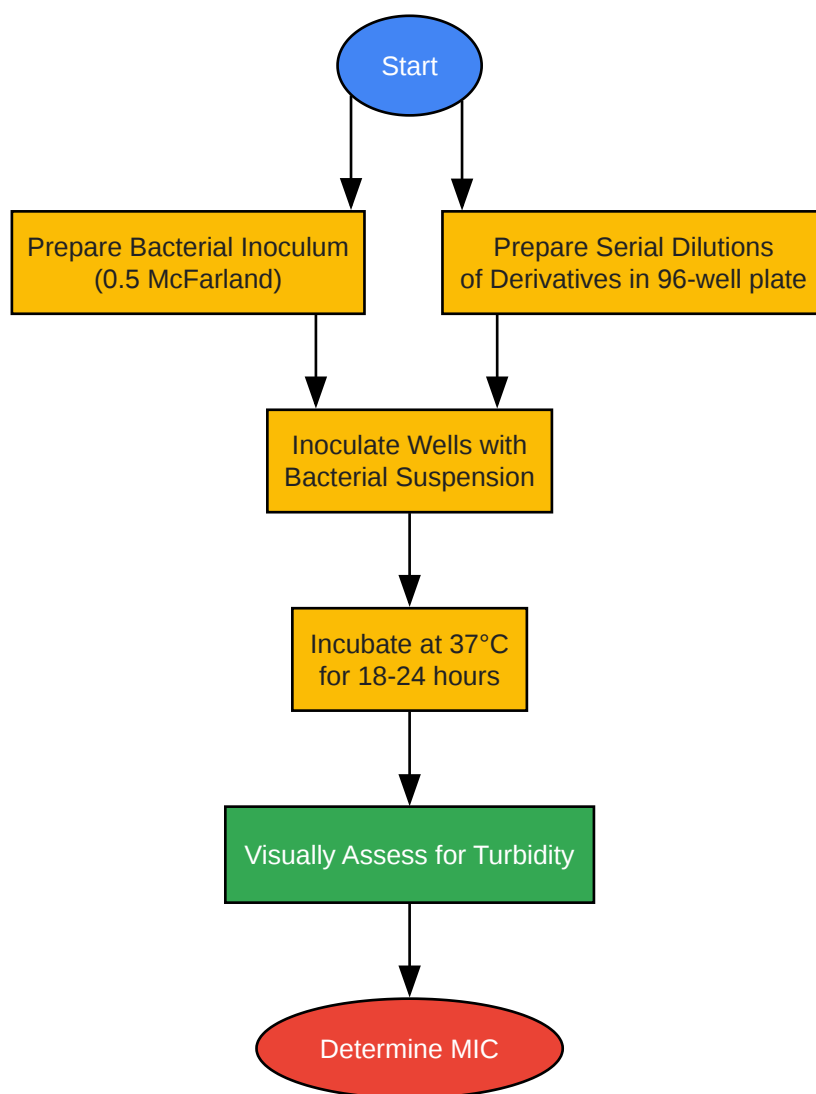 Start
Prepare Bacterial Inoculum
(0.5 McFarland)
Prepare Serial Dilutions
of Derivatives in 96-well plate
Inoculate Wells with
Bacterial Suspension
Incubate at 37°C
for 18-24 hours
Visually Assess for Turbidity
Determine MIC